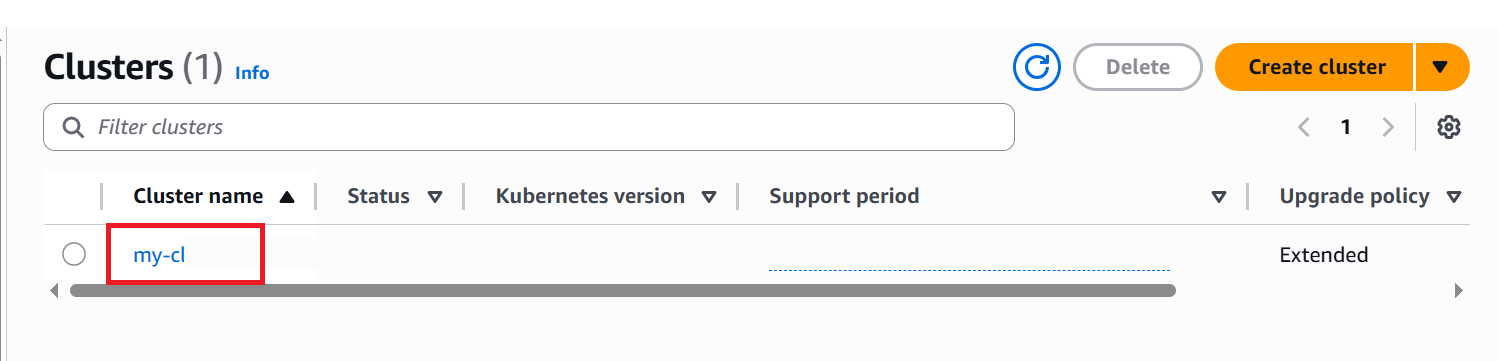 Clusters (1) Info
Delete
Create cluster
Filter clusters
1
Cluster name Status Kubernetes version Support period Upgrade policy
my-cl Extended